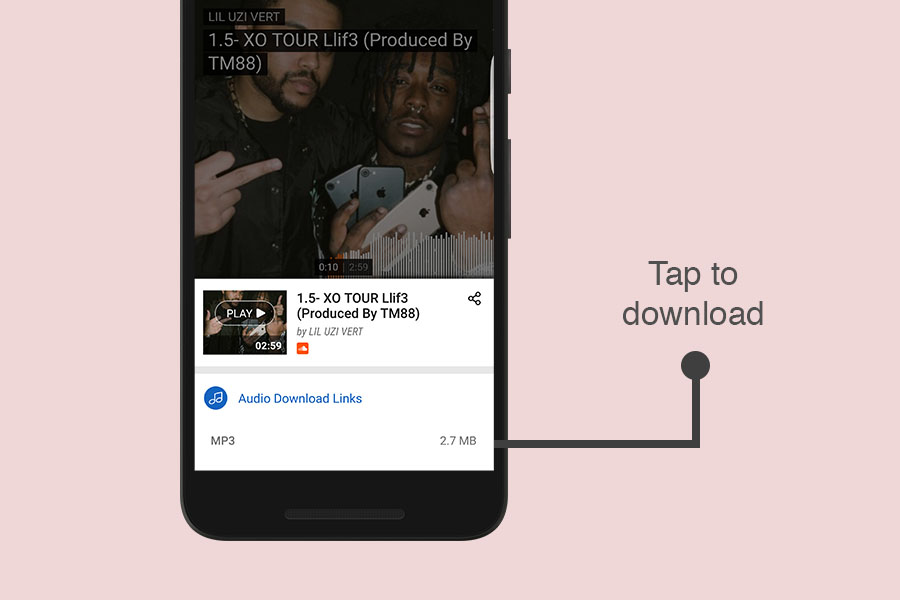 LIL UZI VERT
1.5- XO TOUR Llif3 (Produced By
TM88)
0:10 | 2:59
PLAY
02:59
1.5- XO TOUR Llif3
(Produced By TM88)
by LIL UZI VERT
Audio Download Links
MP3
2.7 MB
Tap to
download